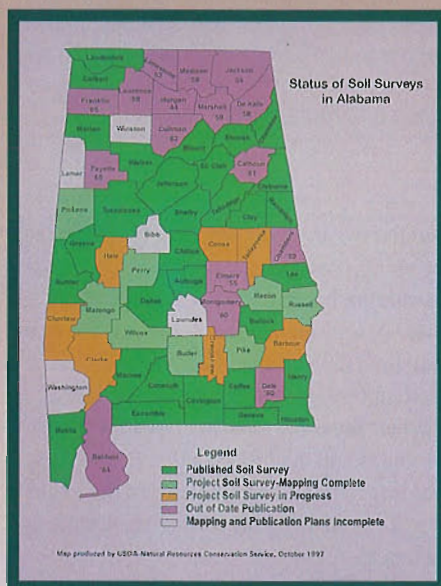 Status of Soil Surveys
in Alabama
Lauderdale
Colbert
Limestone
Madison
Jackson
Franklin
Lawrence
Morgan
Marshall
De Kalb
Marion
Winston
Cullman
Blount
Etowah
Cherokee
Lamar
Fayette
Walker
St. Clair
Calhoun
Jefferson
Cleburne
Pickens
Tuscaloosa
Shelby
Talladega
Clay
Randolph
Greene
Hale
Bibb
Chilton
Coosa
Tallapoosa
Chambers
Sumter
Perry
Autauga
Elmore
Lee
Marengo
Dallas
Montgomery
Macon
Russell
Choctaw
Wilcox
Lowndes
Bullock
Clarke
Butler
Crenshaw
Pike
Barbour
Washington
Monroe
Conecuh
Coffee
Dale
Henry
Escambia
Covington
Geneva
Houston
Mobile
Baldwin
Legend
Published Soil Survey
Project Soil Survey-Mapping Complete
Project Soil Survey in Progress
Out of Date Publication
Mapping and Publication Plans Incomplete
Map produced by USDA-Natural Resources Conservation Service, October 1997